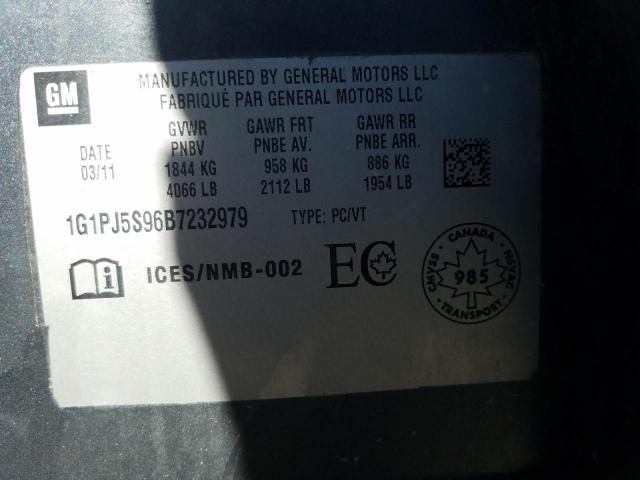 GM
MANUFACTURED BY GENERAL MOTORS LLC
FABRIQUÉ PAR GENERAL MOTORS LLC
DATE
03/11
GVWR
PNBV
1844 KG
4066 LB
GAWR FRT
PNBE AV.
958 KG
2112 LB
GAWR RR
PNBE ARR.
886 KG
1954 LB
1G1PJ5S96B7232979 TYPE: PC/VT
ICES/NMB-002 EC
CANADA
CMVSS 985 NSVAC
TRANSPORT